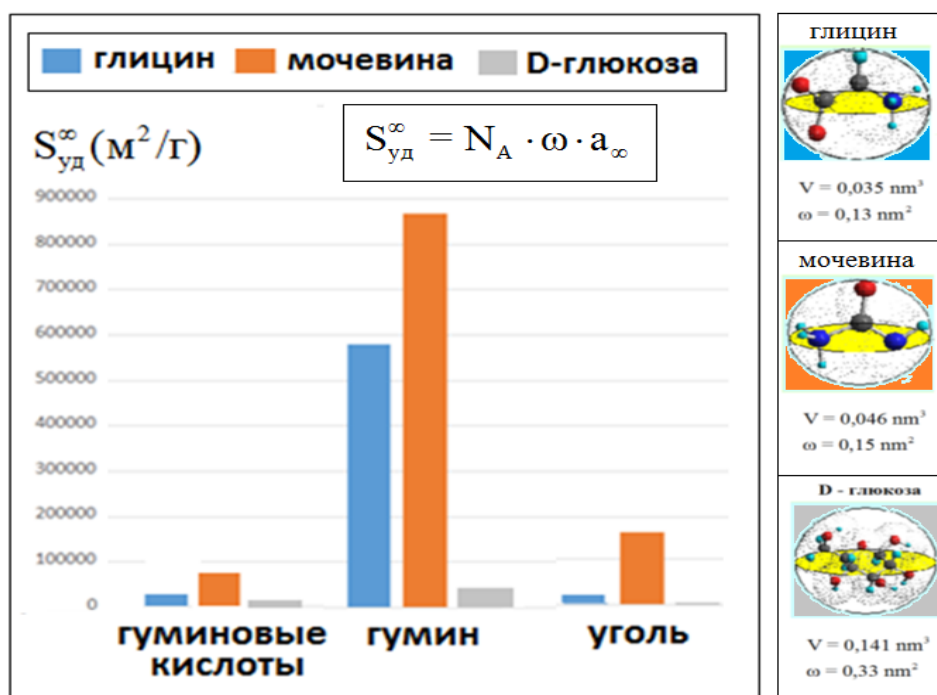 глицин мочевина D-глюкоза
S∞уд (м²/г)
S∞уд = N_A · ω · a∞
900000
800000
700000
600000
500000
400000
300000
200000
100000
0
гуминовые
кислоты
гумин
уголь
глицин
V = 0,035 nm³
ω = 0,13 nm²
мочевина
V = 0,046 nm³
ω = 0,15 nm²
D - глюкоза
V = 0,141 nm³
ω = 0,33 nm²